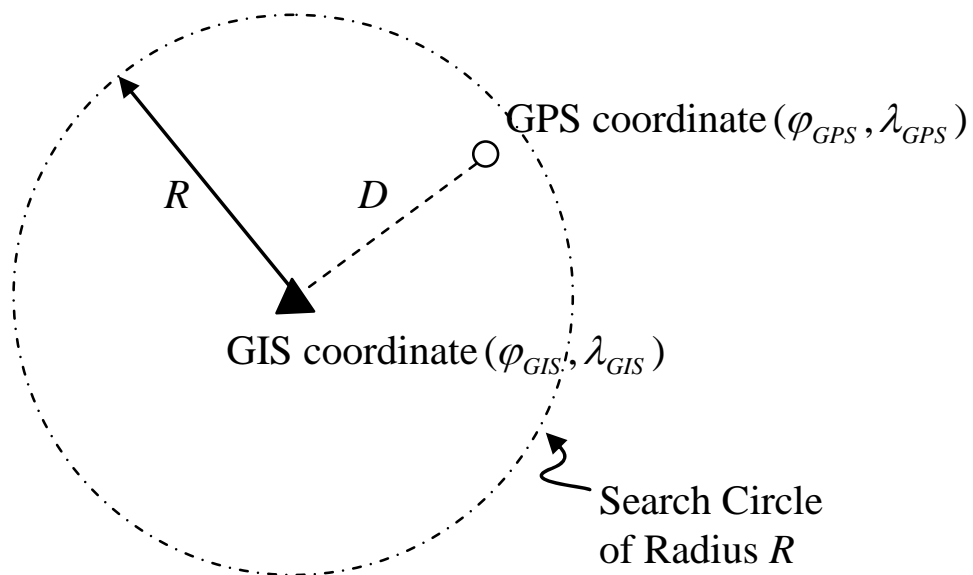 GPS coordinate (φ_GPS, λ_GPS)
R
D
GIS coordinate (φ_GIS, λ_GIS)
Search Circle
of Radius R